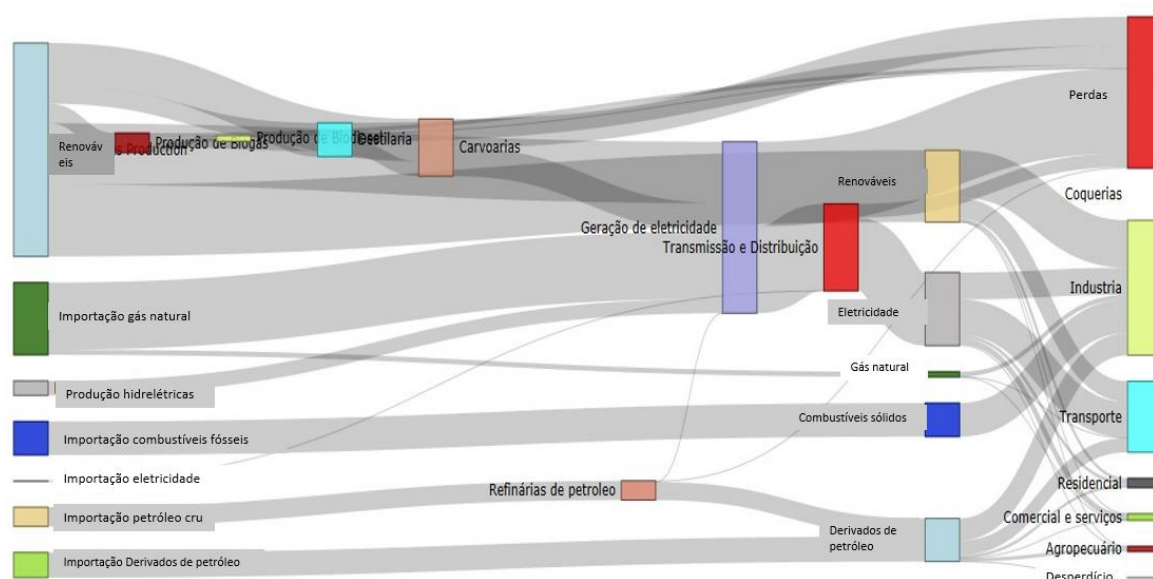 Renováv
eis
s Production
Produção de Biogás
Produção de Biodiesel
Destilaria
Carvoarias
Geração de eletricidade
Transmissão e Distribuição
Renováveis
Perdas
Coquerias
Industria
Importação gás natural
Eletricidade
Gás natural
Produção hidrelétricas
Combustíveis sólidos
Transporte
Importação combustíveis fósseis
Importação eletricidade
Refinárias de petroleo
Residencial
Importação petróleo cru
Comercial e serviços
Derivados de
petróleo
Agropecuário
Importação Derivados de petróleo
Desperdício